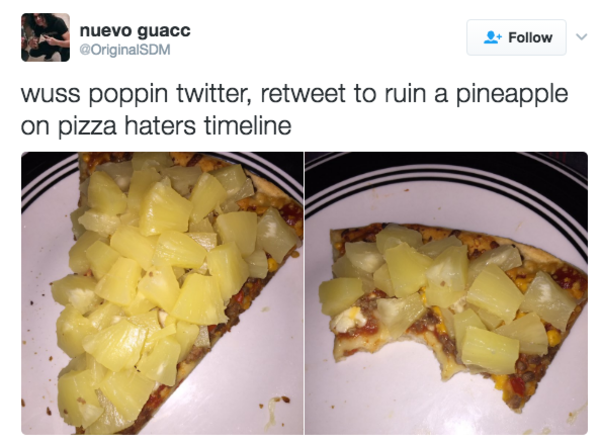 nuevo guacc
@OriginalSDM
Follow
wuss poppin twitter, retweet to ruin a pineapple
on pizza haters timeline